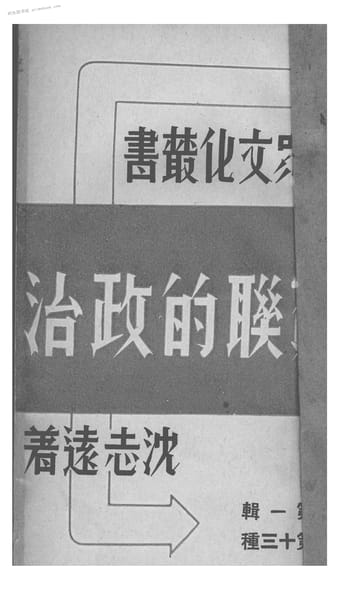 界文化叢書
聯的政治
沈志遠著
第一輯
第十三種